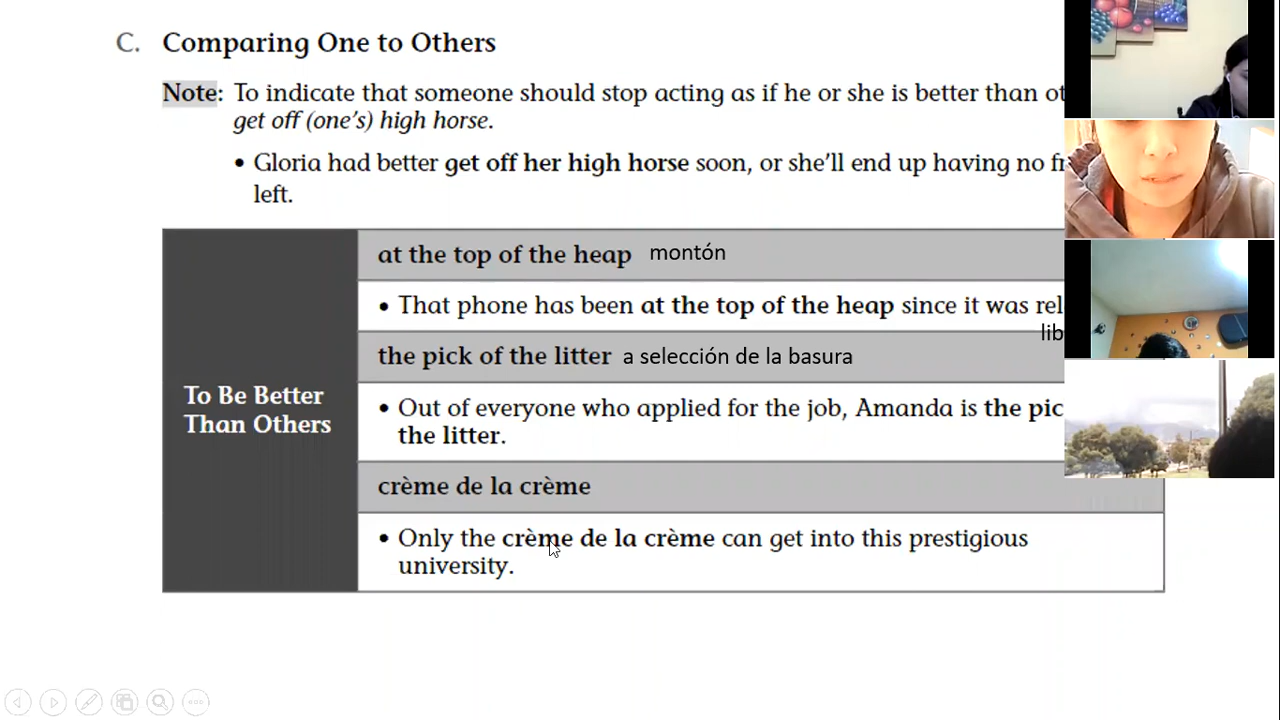 C. Comparing One to Others
Note: To indicate that someone should stop acting as if he or she is better than
get off (one's) high horse.
• Gloria had better get off her high horse soon, or she'll end up having no
left.
at the top of the heap montón
• That phone has been at the top of the heap since it was
lib
the pick of the litter a selección de la basura
To Be Better
Than Others
• Out of everyone who applied for the job, Amanda is the
the litter.
crème de la crème
• Only the crème de la crème can get into this prestigious
university.